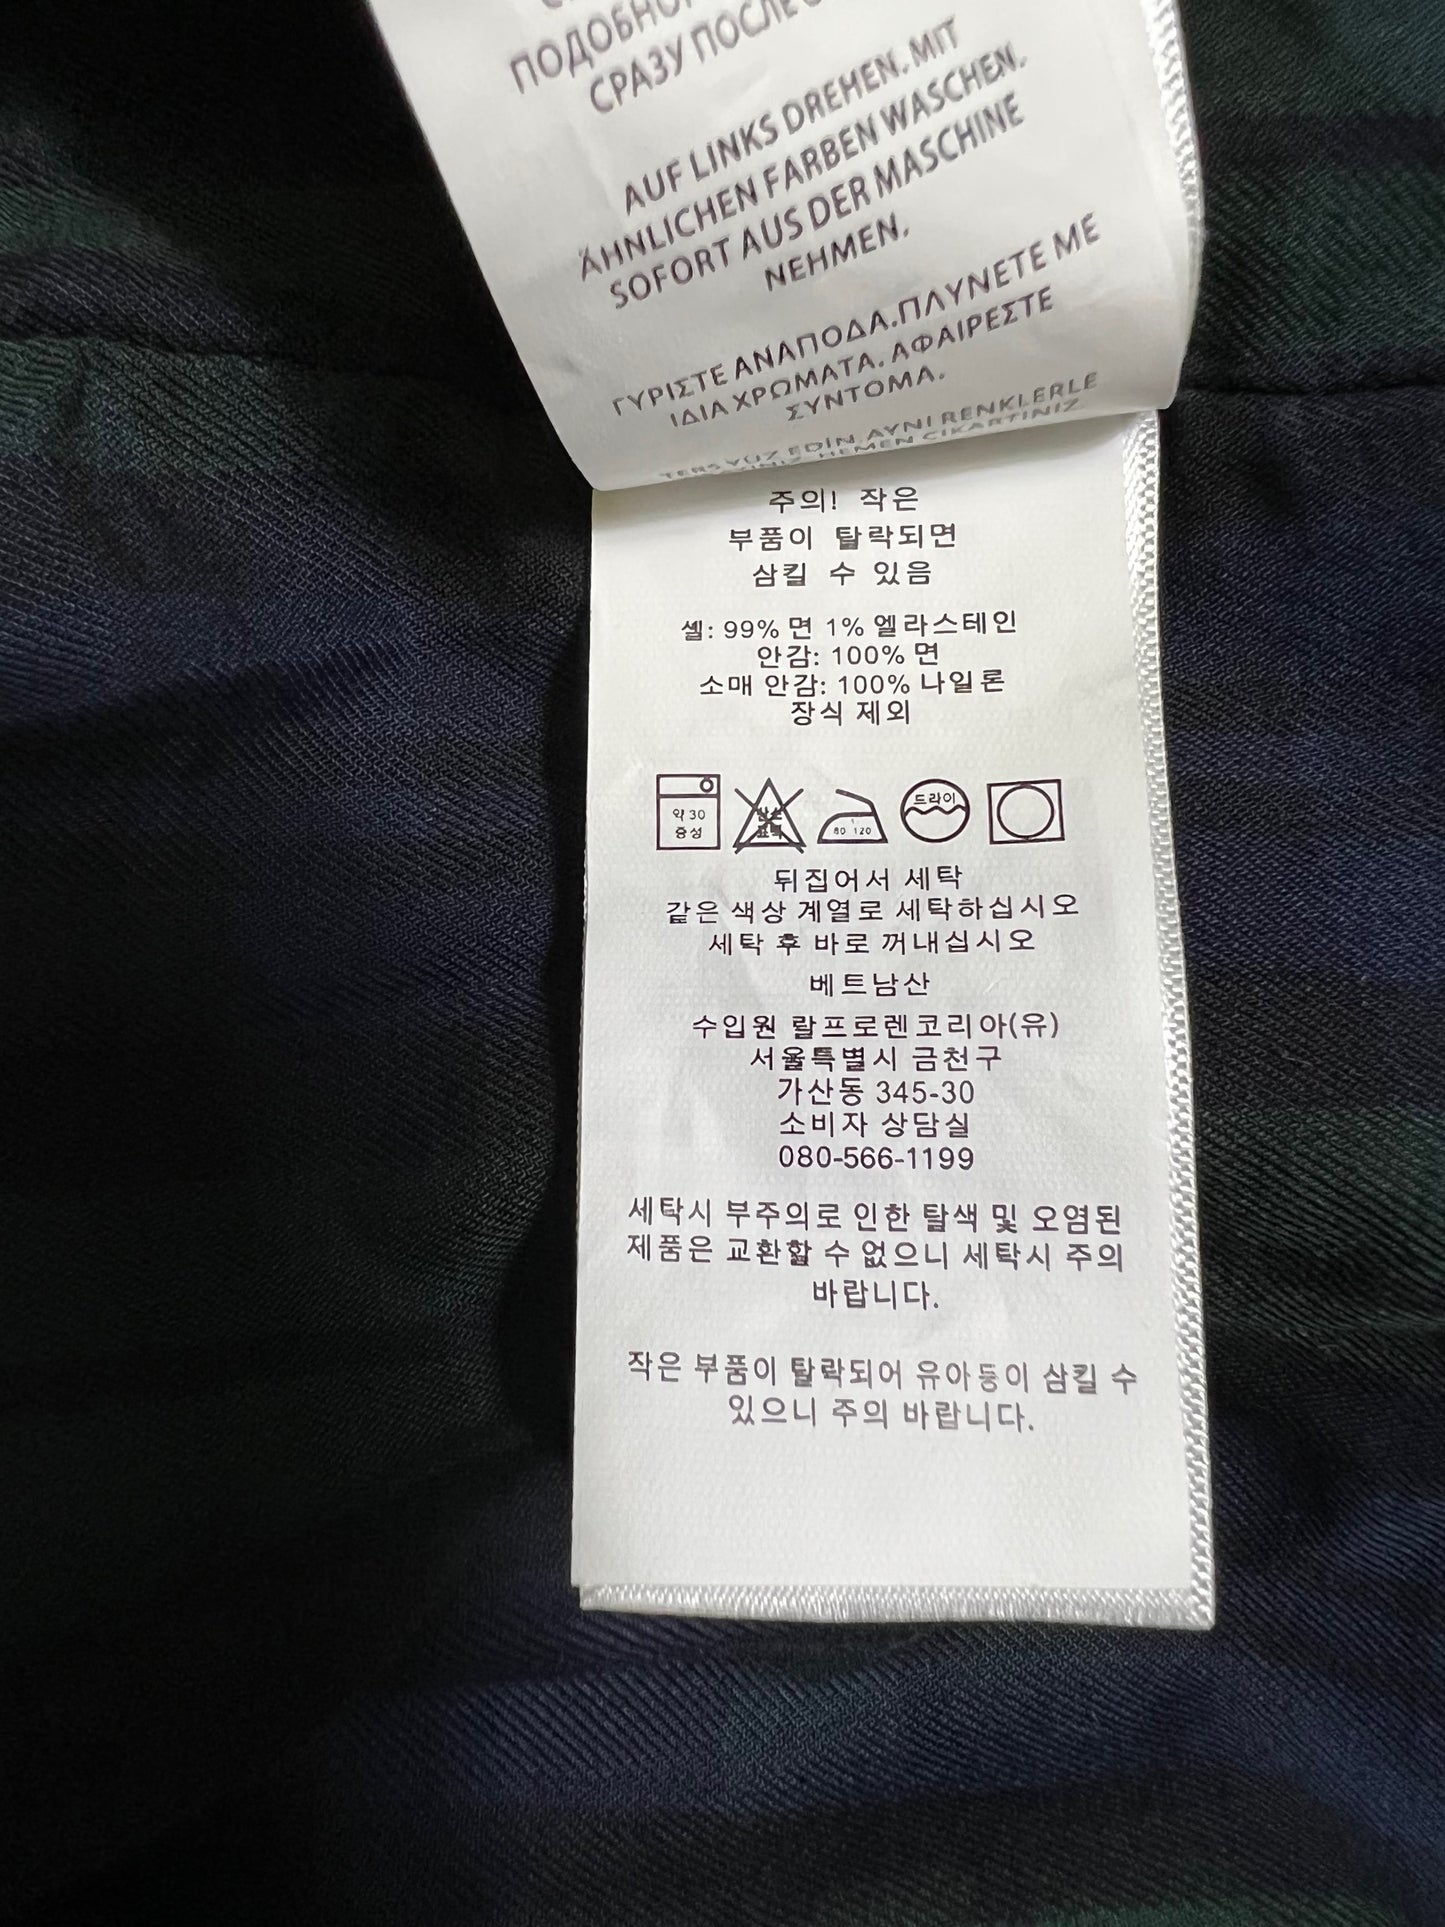 ПОДОБНО
СРАЗУ ПОСЛЕ
AUF LINKS DREHEN. MIT
ÄHNLICHEN FARBEN WASCHEN.
SOFORT AUS DER MASCHINE
NEHMEN.
ΓΥΡΙΣΤΕ ΑΝΑΠΟΔΑ.ΠΛΥΝΕΤΕ ΜΕ
ΙΔΙΑ ΧΡΩΜΑΤΑ. ΑΦΑΙΡΕΣΤΕ
ΣΥΝΤΟΜΑ.
TERS YÜZ EDİN. AYNI RENKLERLE
HEMEN CIKARTINIZ
주의! 작은
부품이 탈락되면
삼킬 수 있음
셸: 99% 면 1% 엘라스테인
안감: 100% 면
소매 안감: 100% 나일론
장식 제외
약 30
중성
80 120
드라이
뒤집어서 세탁
같은 색상 계열로 세탁하십시오
세탁 후 바로 꺼내십시오
베트남산
수입원 랄프로렌코리아(유)
서울특별시 금천구
가산동 345-30
소비자 상담실
080-566-1199
세탁시 부주의로 인한 탈색 및 오염된
제품은 교환할 수 없으니 세탁시 주의
바랍니다.
작은 부품이 탈락되어 유아등이 삼킬 수
있으니 주의 바랍니다.